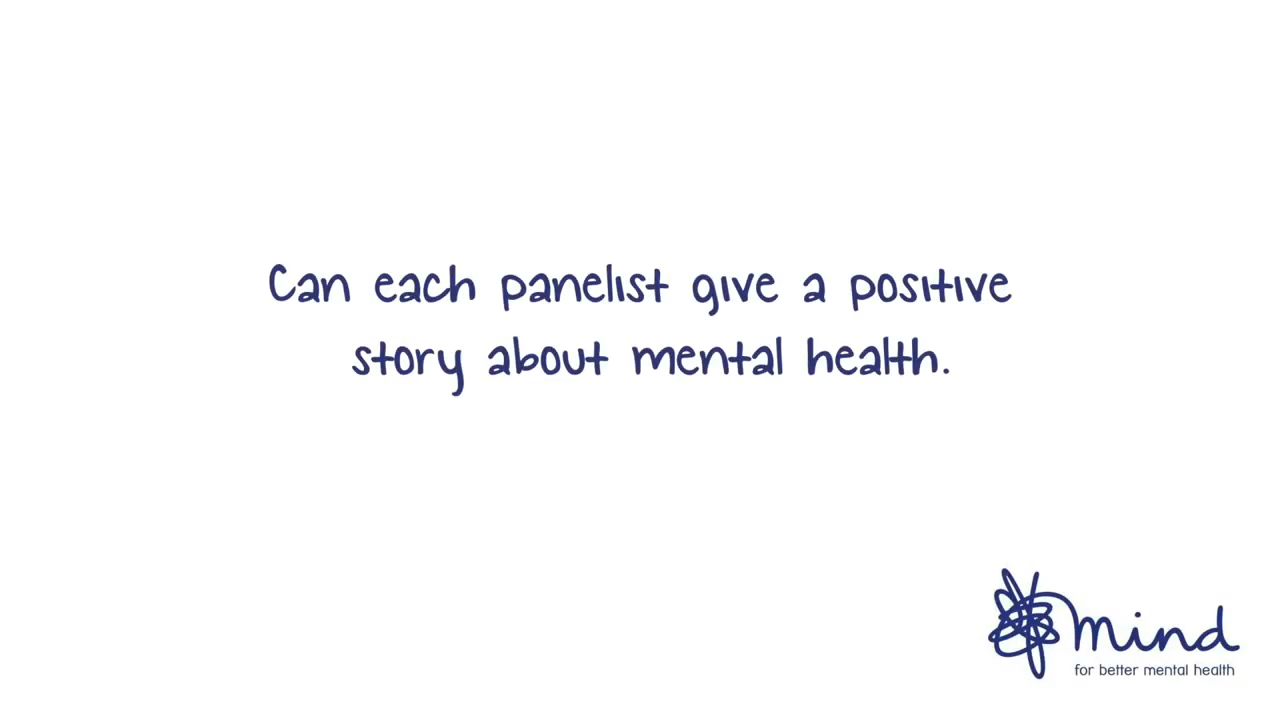 Can each panelist give a positive
story about mental health.
mind
for better mental health